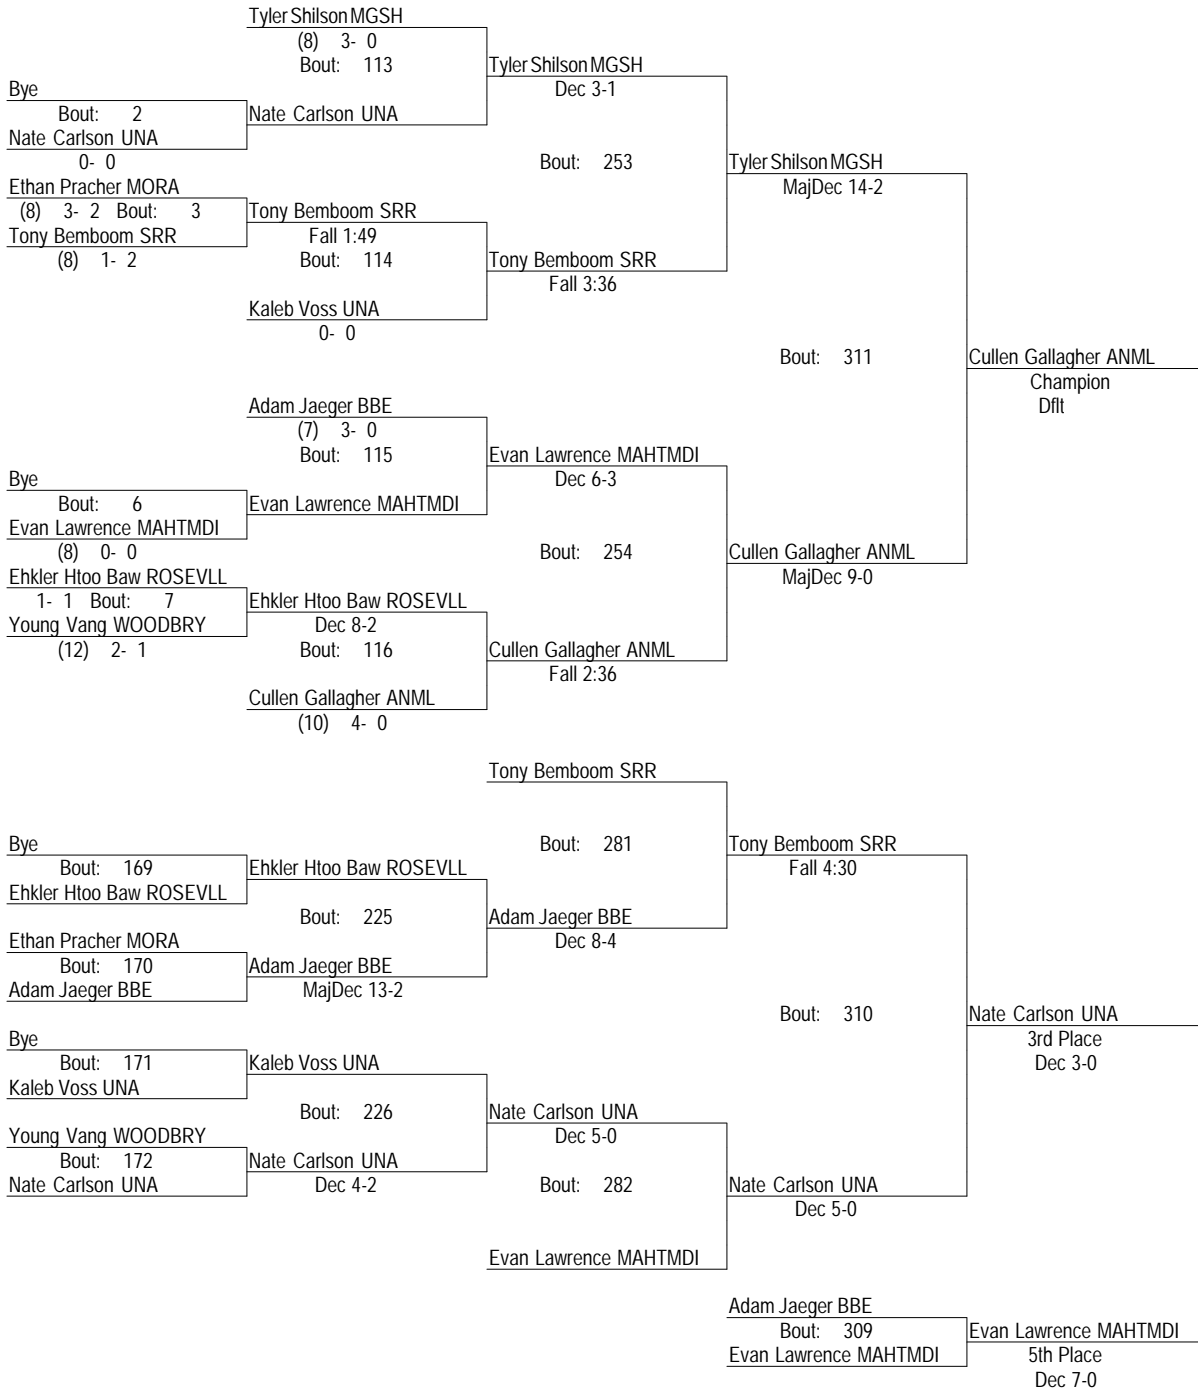 Tyler Shilson MGSH
(8) 3- 0
Bout: 113
Tyler Shilson MGSH
Dec 3-1
Bye
Bout: 2
Nate Carlson UNA
Nate Carlson UNA
0- 0
Bout: 253
Tyler Shilson MGSH
MajDec 14-2
Ethan Pracher MORA
(8) 3- 2 Bout: 3
Tony Bemboom SRR
Tony Bemboom SRR
Fall 1:49
(8) 1- 2
Bout: 114
Tony Bemboom SRR
Fall 3:36
Kaleb Voss UNA
0- 0
Bout: 311
Cullen Gallagher ANML
Champion
Dflt
Adam Jaeger BBE
(7) 3- 0
Bout: 115
Evan Lawrence MAHTMDI
Dec 6-3
Bye
Bout: 6
Evan Lawrence MAHTMDI
Evan Lawrence MAHTMDI
(8) 0- 0
Bout: 254
Cullen Gallagher ANML
MajDec 9-0
Ehkler Htoo Baw ROSEVLL
1- 1 Bout: 7
Ehkler Htoo Baw ROSEVLL
Young Vang WOODBRY
Dec 8-2
(12) 2- 1
Bout: 116
Cullen Gallagher ANML
Fall 2:36
Cullen Gallagher ANML
(10) 4- 0
Tony Bemboom SRR
Bout: 281
Tony Bemboom SRR
Fall 4:30
Bye
Bout: 169
Ehkler Htoo Baw ROSEVLL
Ehkler Htoo Baw ROSEVLL
Bout: 225
Adam Jaeger BBE
Dec 8-4
Ethan Pracher MORA
Bout: 170
Adam Jaeger BBE
Adam Jaeger BBE
MajDec 13-2
Bout: 310
Nate Carlson UNA
3rd Place
Dec 3-0
Bye
Bout: 171
Kaleb Voss UNA
Kaleb Voss UNA
Bout: 226
Nate Carlson UNA
Dec 5-0
Young Vang WOODBRY
Bout: 172
Nate Carlson UNA
Nate Carlson UNA
Dec 4-2
Bout: 282
Nate Carlson UNA
Dec 5-0
Evan Lawrence MAHTMDI
Adam Jaeger BBE
Bout: 309
Evan Lawrence MAHTMDI
Evan Lawrence MAHTMDI
5th Place
Dec 7-0